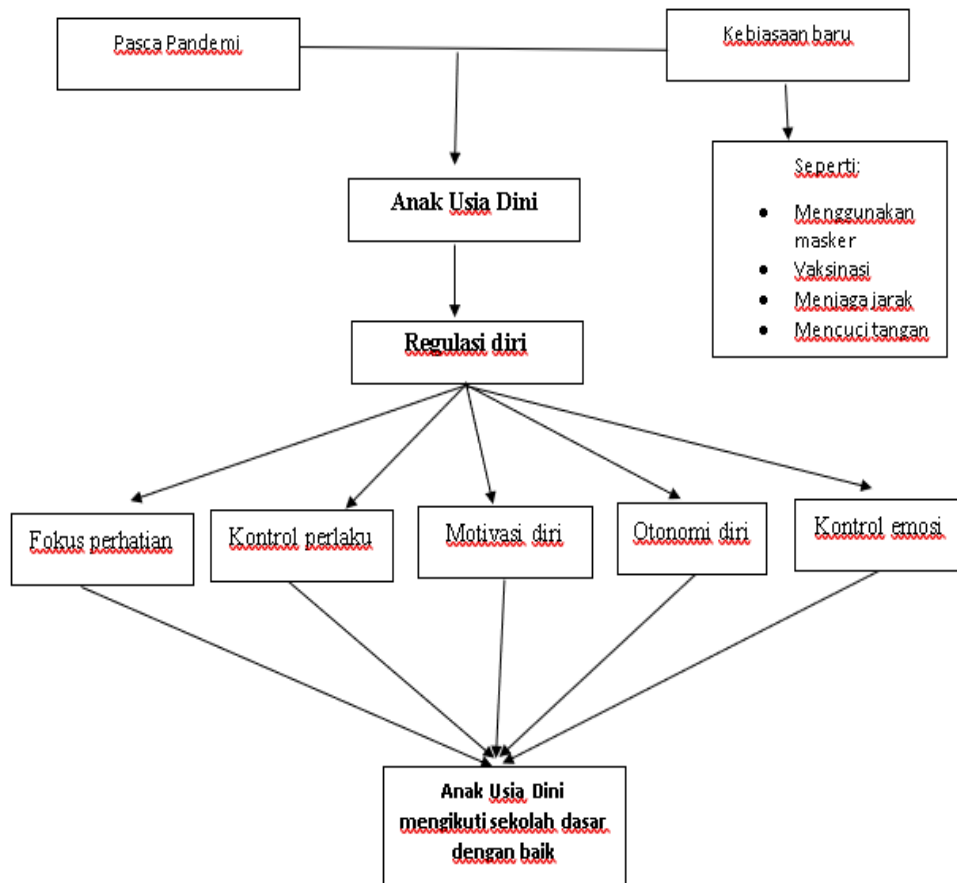 Pasca Pandemi
Kebiasaan baru
Seperti:
• Menggunakan
masker
• Vaksinasi
• Menjaga jarak
• Mencuci tangan
Anak Usia Dini
Regulasi diri
Fokus perhatian
Kontrol perlaku
Motivasi diri
Otonomi diri
Kontrol emosi
Anak Usia Dini
mengikuti sekolah dasar
dengan baik